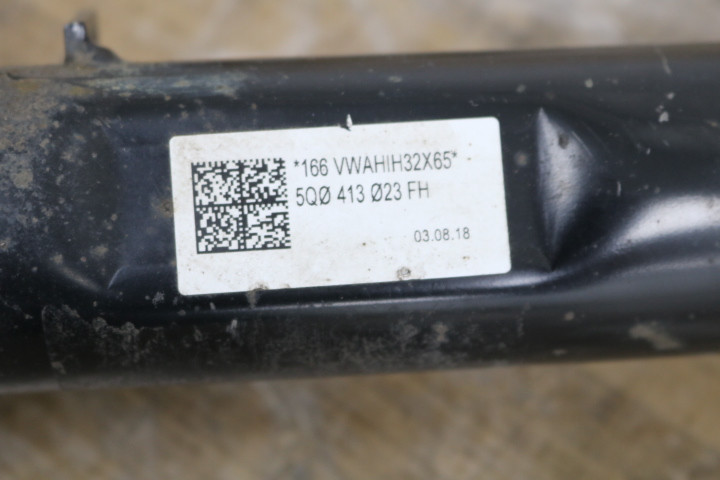 *166 VWAHIH32X65*
5QØ 413 Ø23 FH
03.08.18